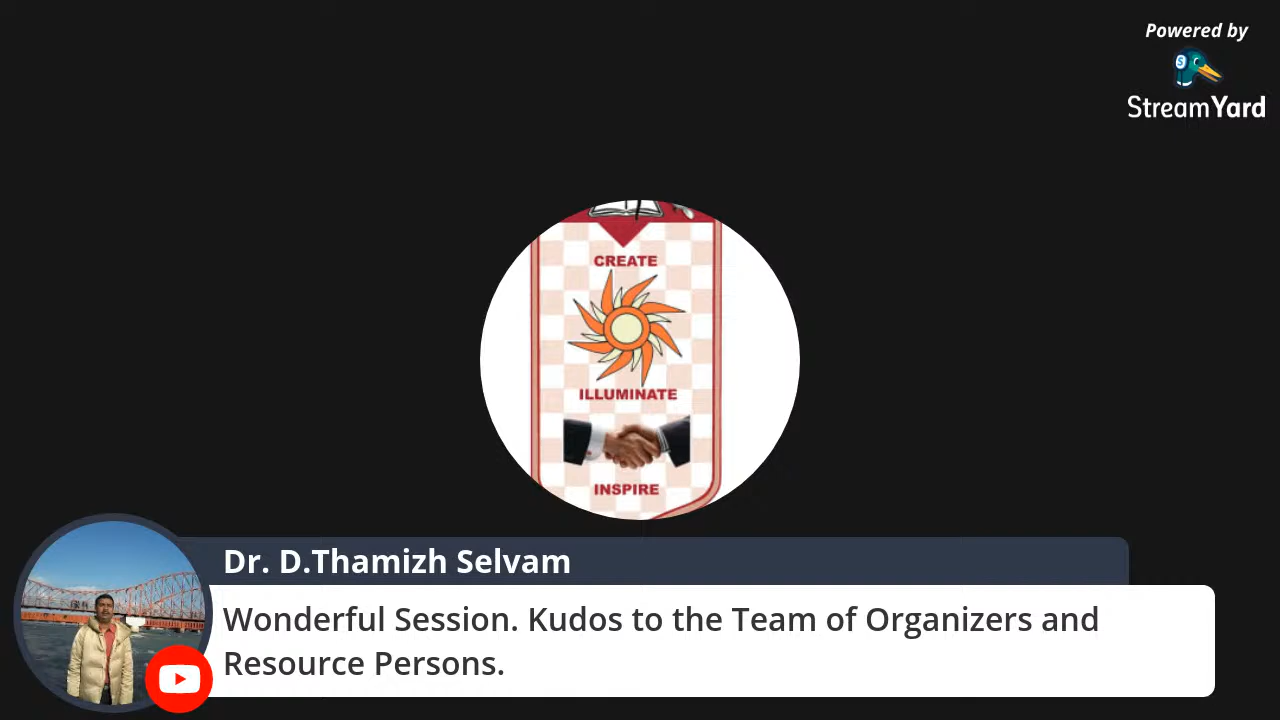 Powered by
StreamYard
CREATE
ILLUMINATE
INSPIRE
Dr. D.Thamizh Selvam
Wonderful Session. Kudos to the Team of Organizers and
Resource Persons.